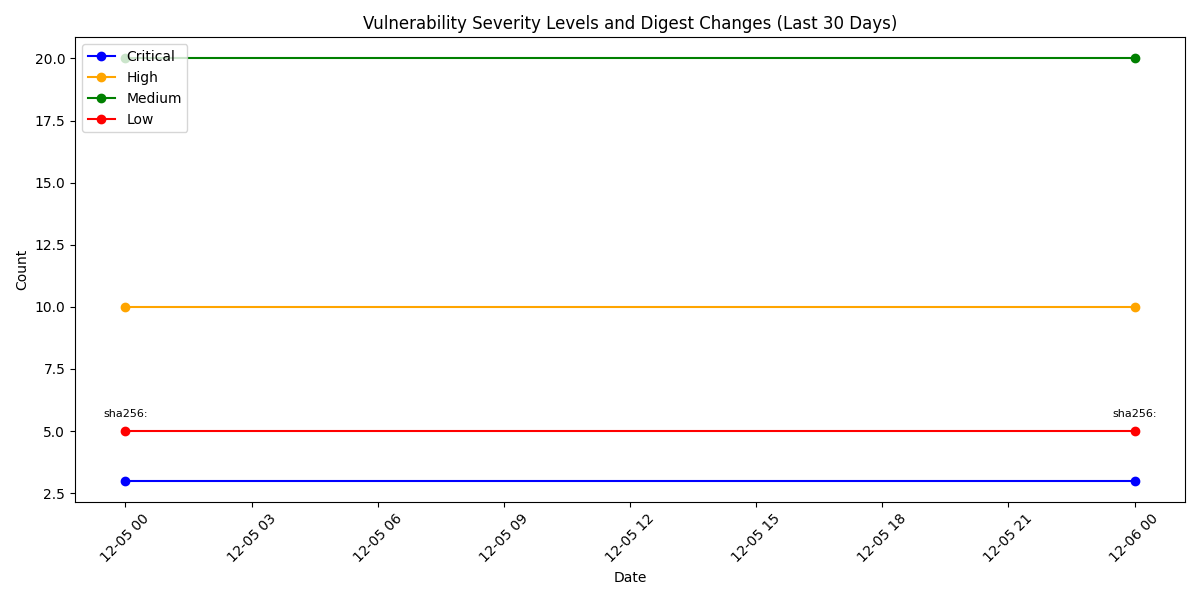 Vulnerability Severity Levels and Digest Changes (Last 30 Days)
Critical
High
Medium
Low
Count
20.0
17.5
15.0
12.5
10.0
7.5
5.0
2.5
sha256:
sha256:
12-05 00
12-05 03
12-05 06
12-05 09
12-05 12
12-05 15
12-05 18
12-05 21
12-06 00
Date